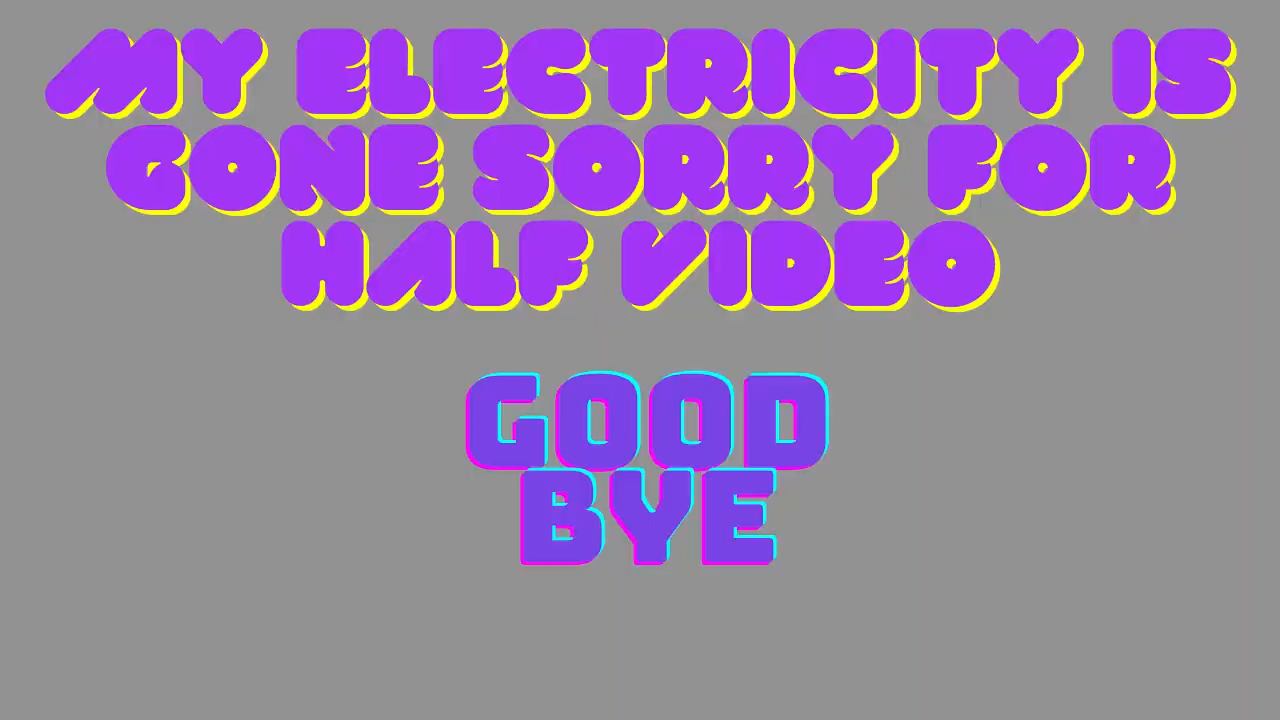 MY ELECTRICITY IS
GONE SORRY FOR
HALF VIDEO
GOOD
BYE